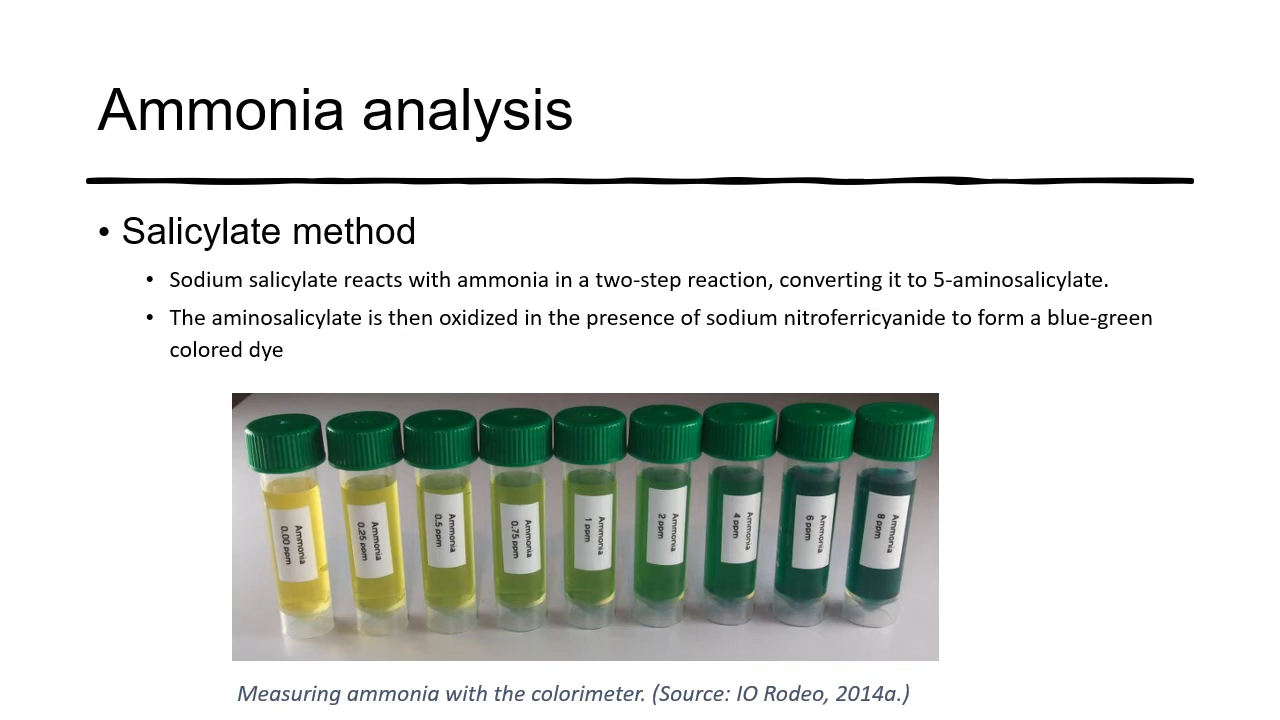 Ammonia analysis
• Salicylate method
• Sodium salicylate reacts with ammonia in a two-step reaction, converting it to 5-aminosalicylate.
• The aminosalicylate is then oxidized in the presence of sodium nitroferricyanide to form a blue-green
colored dye
Ammonia
0.00 ppm
Ammonia
0.25 ppm
Ammonia
0.5 ppm
Ammonia
0.75 ppm
Ammonia
1 ppm
Ammonia
2 ppm
Ammonia
4 ppm
Ammonia
6 ppm
Ammonia
8 ppm
Measuring ammonia with the colorimeter. (Source: IO Rodeo, 2014a.)